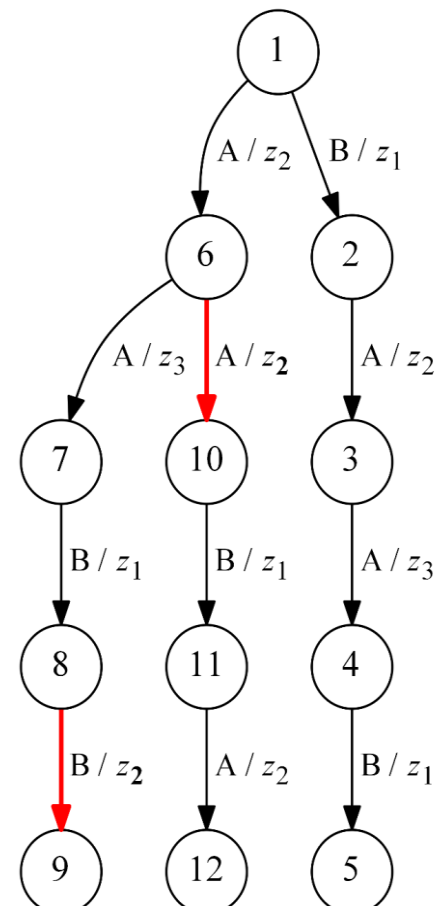 1
A / z₂ B / z₁
6 2
A / z₃ A / z₂ A / z₂
7 10 3
B / z₁ B / z₁ A / z₃
8 11 4
B / z₂ A / z₂ B / z₁
9 12 5